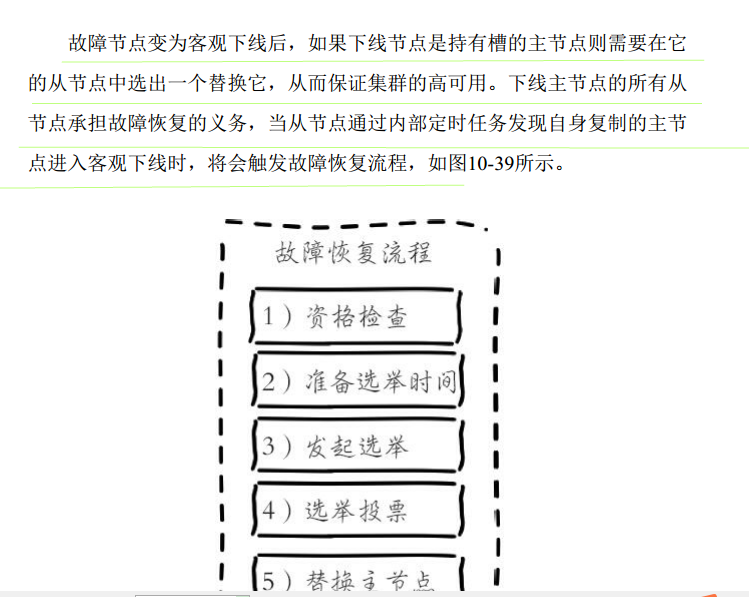 故障节点变为客观下线后，如果下线节点是持有槽的主节点则需要在它
的从节点中选出一个替换它，从而保证集群的高可用。下线主节点的所有从
节点承担故障恢复的义务，当从节点通过内部定时任务发现自身复制的主节
点进入客观下线时，将会触发故障恢复流程，如图10-39所示。
故障恢复流程
1）资格检查
2）准备选举时间
3）发起选举
4）选举投票
5）替换主节点